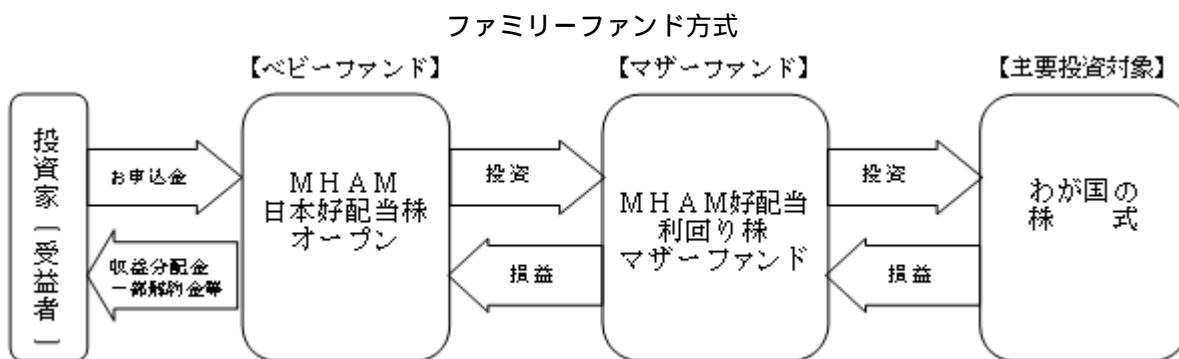 ファミリーファンド方式
【ベビーファンド】
【マザーファンド】
【主要投資対象】
投資家(受益者)
お申込金
収益分配金
一部解約金等
ＭＨＡＭ
日本好配当株
オープン
投資
損益
ＭＨＡＭ好配当
利回り株
マザーファンド
投資
損益
わが国の
株　　式